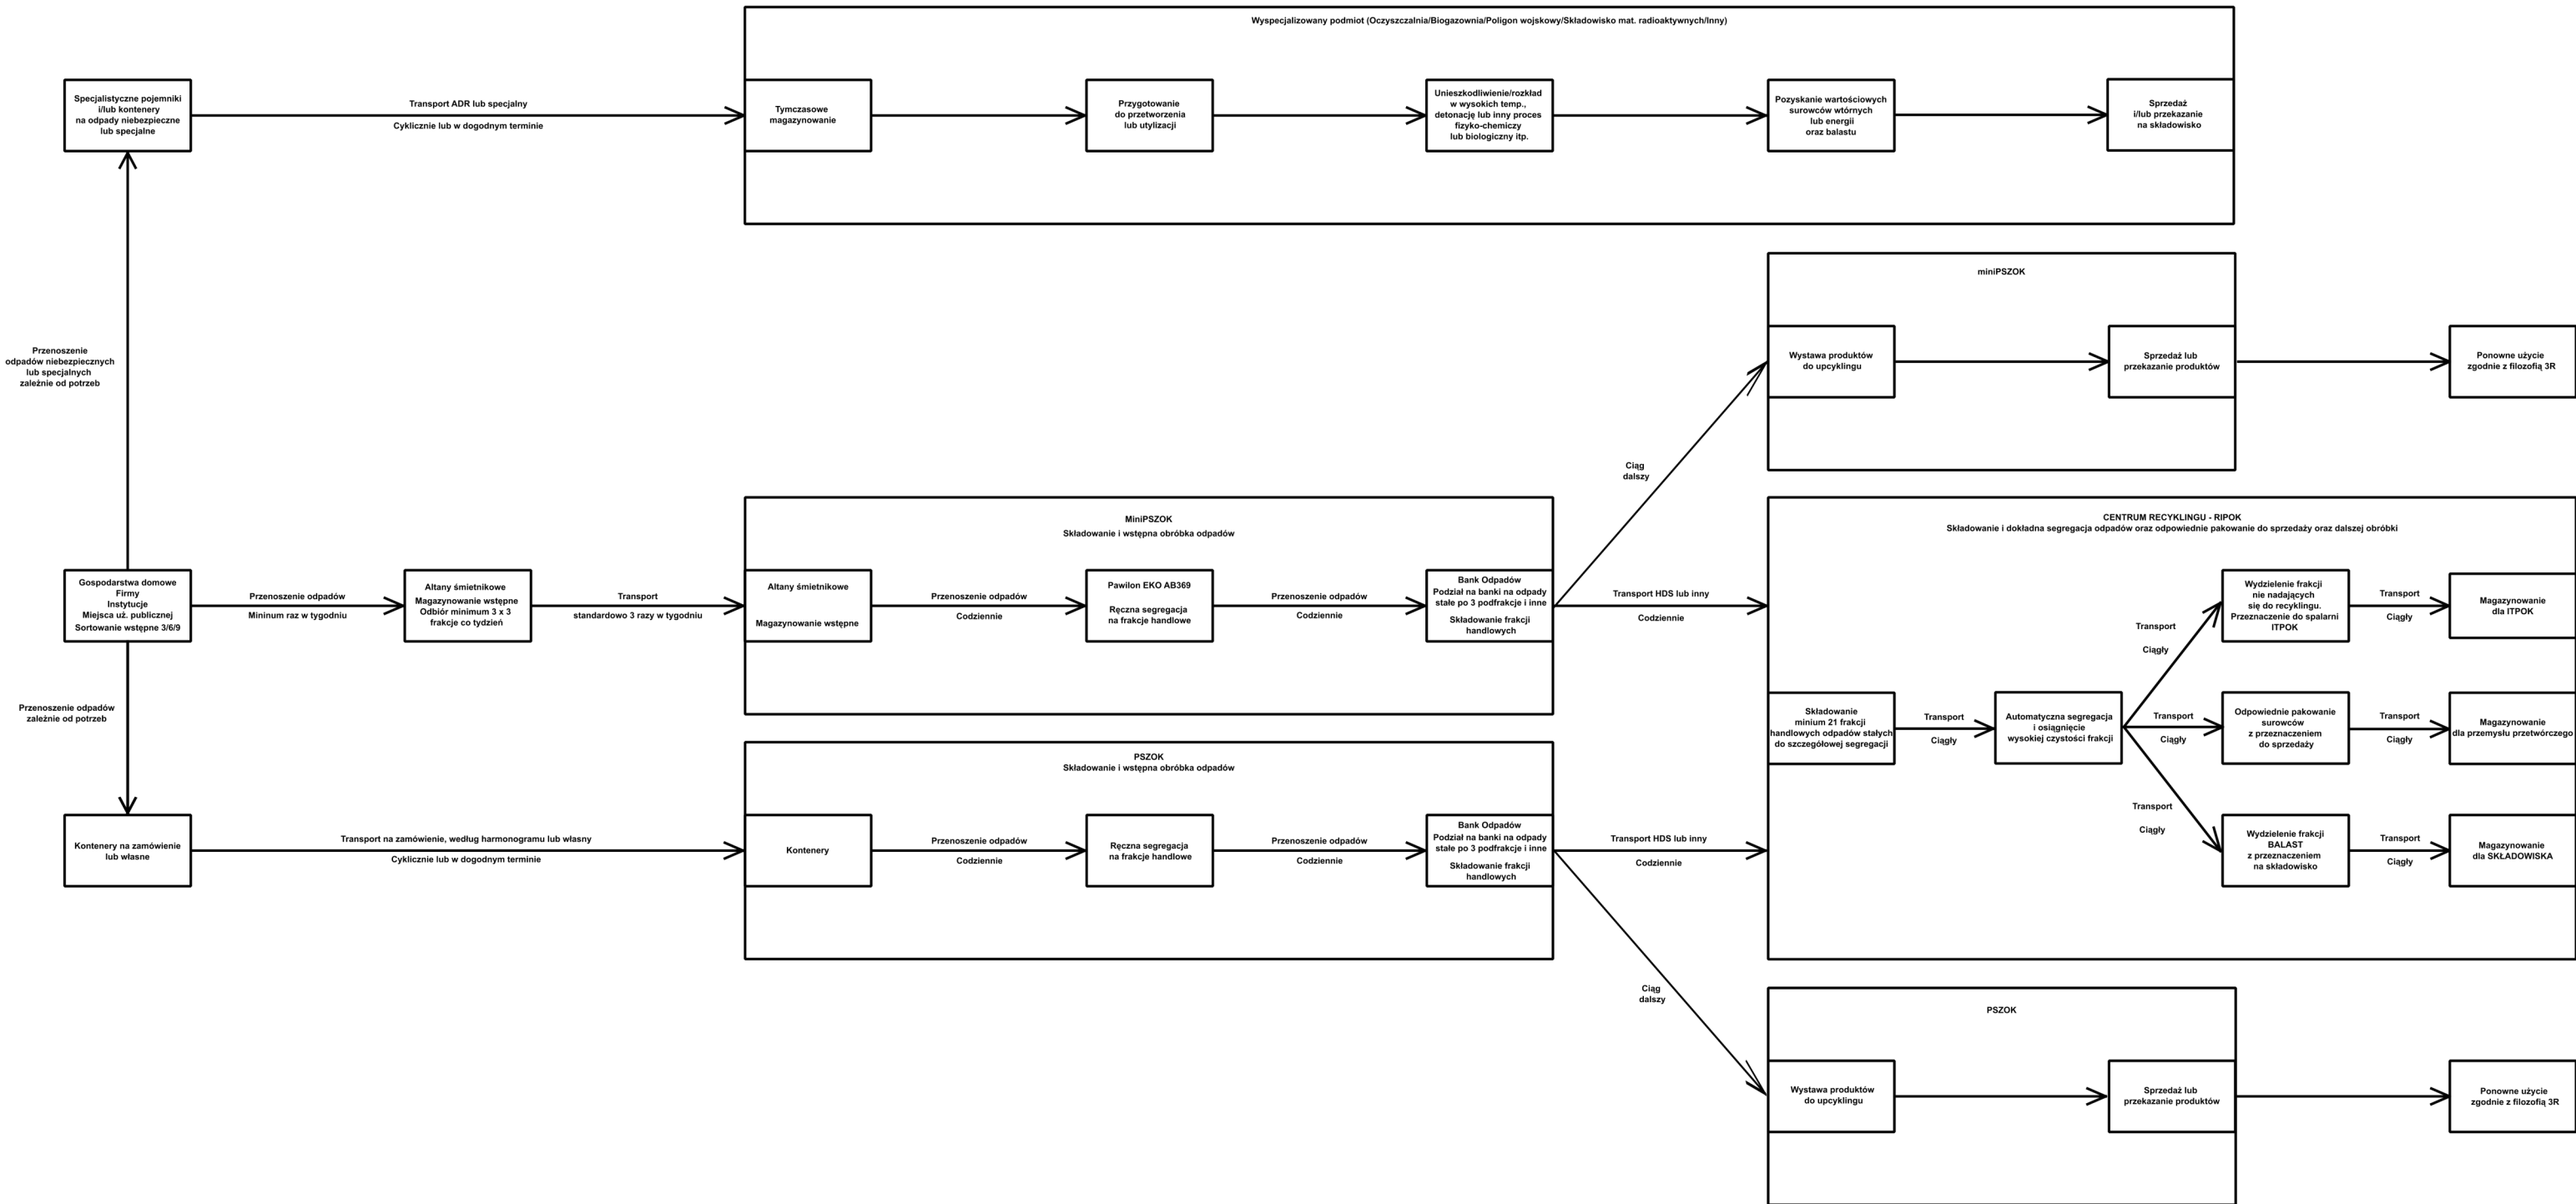 Wyspecjalizowany podmiot (Oczyszczalnia/Biogazownia/Poligon wojskowy/Składowisko mat. radioaktywnych/Inny)
Specjalistyczne pojemniki
i/lub kontenery
na odpady niebezpieczne
lub specjalne
Transport ADR lub specjalny
Cyklicznie lub w dogodnym terminie
Tymczasowe
magazynowanie
Przygotowanie
do przetworzenia
lub utylizacji
Unieszkodliwienie/rozkład
w wysokich temp.,
detonację lub inny proces
fizyko-chemiczy
lub biologiczny itp.
Pozyskanie wartościowych
surowców wtórnych
lub energii
oraz balastu
Sprzedaż
i/lub przekazanie
na składowisko
Przenoszenie
odpadów niebezpiecznych
lub specjalnych
zależnie od potrzeb
miniPSZOK
Wystawa produktów
do upcyklingu
Sprzedaż lub
przekazanie produktów
Ponowne użycie
zgodnie z filozofią 3R
Ciąg
dalszy
Gospodarstwa domowe
Firmy
Instytucje
Miejsca uż. publicznej
Sortowanie wstępne 3/6/9
Przenoszenie odpadów
Mininum raz w tygodniu
Altany śmietnikowe
Magazynowanie wstępne
Odbiór minimum 3 x 3
frakcje co tydzień
Transport
standardowo 3 razy w tygodniu
MiniPSZOK
Składowanie i wstępna obróbka odpadów
Altany śmietnikowe
Magazynowanie wstępne
Przenoszenie odpadów
Codziennie
Pawilon EKO AB369
Ręczna segregacja
na frakcje handlowe
Przenoszenie odpadów
Codziennie
Bank Odpadów
Podział na banki na odpady
stałe po 3 podfrakcje i inne
Składowanie frakcji
handlowych
Transport HDS lub inny
Codziennie
CENTRUM RECYKLINGU - RIPOK
Składowanie i dokładna segregacja odpadów oraz odpowiednie pakowanie do sprzedaży oraz dalszej obróbki
Składowanie
minium 21 frakcji
handlowych odpadów stałych
do szczegółowej segregacji
Transport
Ciągły
Automatyczna segregacja
i osiągnięcie
wysokiej czystości frakcji
Transport
Ciągły
Wydzielenie frakcji
nie nadających
się do recyklingu.
Przeznaczenie do spalarni
ITPOK
Transport
Ciągły
Magazynowanie
dla ITPOK
Transport
Ciągły
Odpowiednie pakowanie
surowców
z przeznaczeniem
do sprzedaży
Transport
Ciągły
Magazynowanie
dla przemysłu przetwórczego
Transport
Ciągły
Wydzielenie frakcji
BALAST
z przeznaczeniem
na składowisko
Transport
Ciągły
Magazynowanie
dla SKŁADOWISKA
Przenoszenie odpadów
zależnie od potrzeb
Kontenery na zamówienie
lub własne
Transport na zamówienie, według harmonogramu lub własny
Cyklicznie lub w dogodnym terminie
PSZOK
Składowanie i wstępna obróbka odpadów
Kontenery
Przenoszenie odpadów
Codziennie
Ręczna segregacja
na frakcje handlowe
Przenoszenie odpadów
Codziennie
Bank Odpadów
Podział na banki na odpady
stałe po 3 podfrakcje i inne
Składowanie frakcji
handlowych
Transport HDS lub inny
Codziennie
Ciąg
dalszy
PSZOK
Wystawa produktów
do upcyklingu
Sprzedaż lub
przekazanie produktów
Ponowne użycie
zgodnie z filozofią 3R